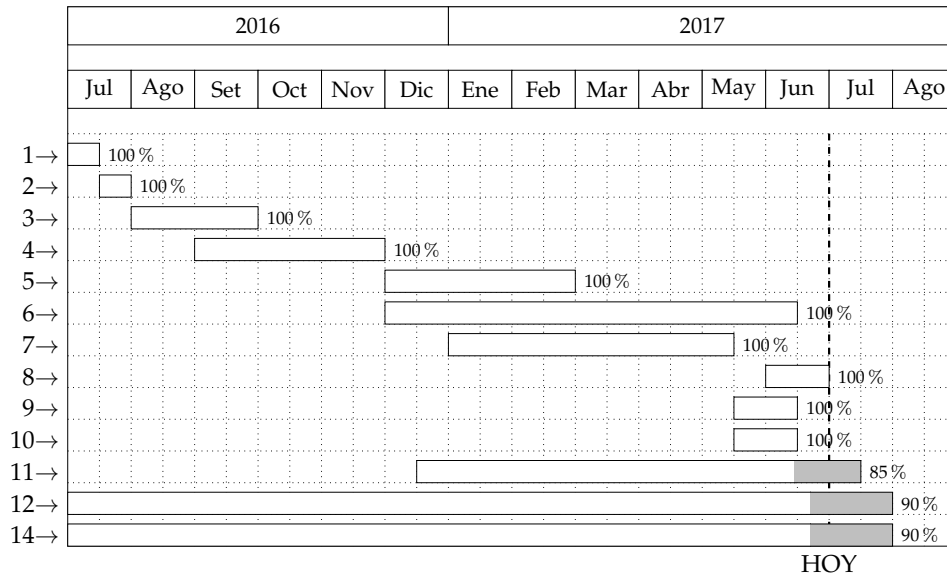 2016 2017
Jul Ago Set Oct Nov Dic Ene Feb Mar Abr May Jun Jul Ago
1→ 100 %
2→ 100 %
3→ 100 %
4→ 100 %
5→ 100 %
6→ 100 %
7→ 100 %
8→ 100 %
9→ 100 %
10→ 100 %
11→ 85 %
12→ 90 %
14→ 90 %
HOY